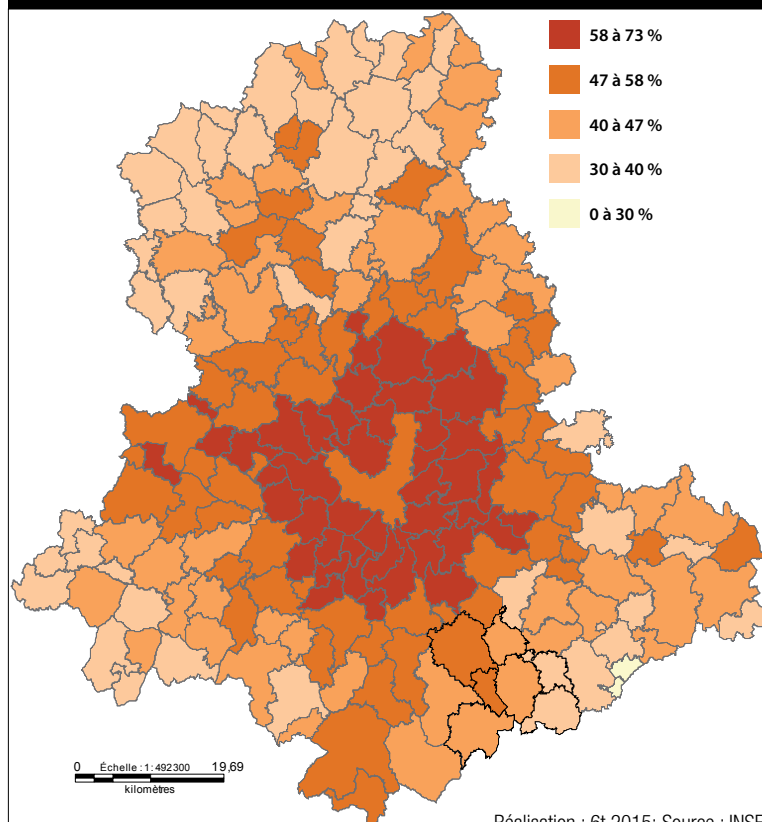 58 à 73 %
47 à 58 %
40 à 47 %
30 à 40 %
0 à 30 %
0 Échelle : 1: 492300 19,69
kilomètres
Réalisation : 6t 2015; Source : INSE